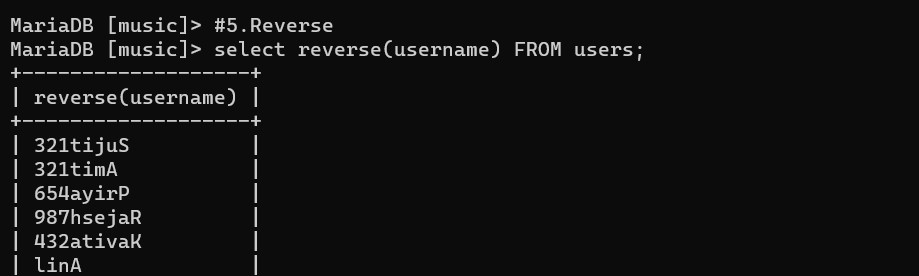 MariaDB [music]> #5.Reverse
MariaDB [music]> select reverse(username) FROM users;
+-------------------+
| reverse(username) |
+-------------------+
| 321tijuS          |
| 321timA           |
| 654ayirP          |
| 987hsejaR         |
| 432ativaK         |
| linA              |